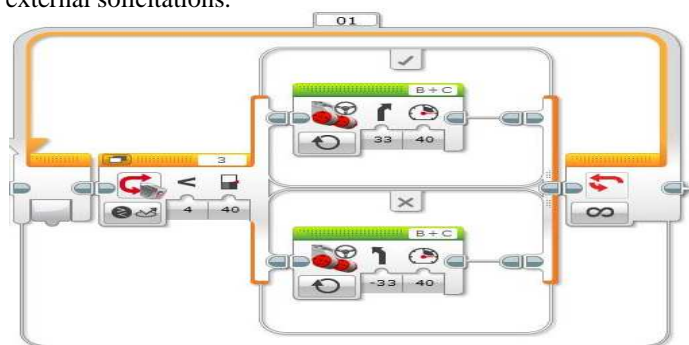 external solicitations.
01
B + C
33 40
3
< 4 40
B + C
-33 40
∞